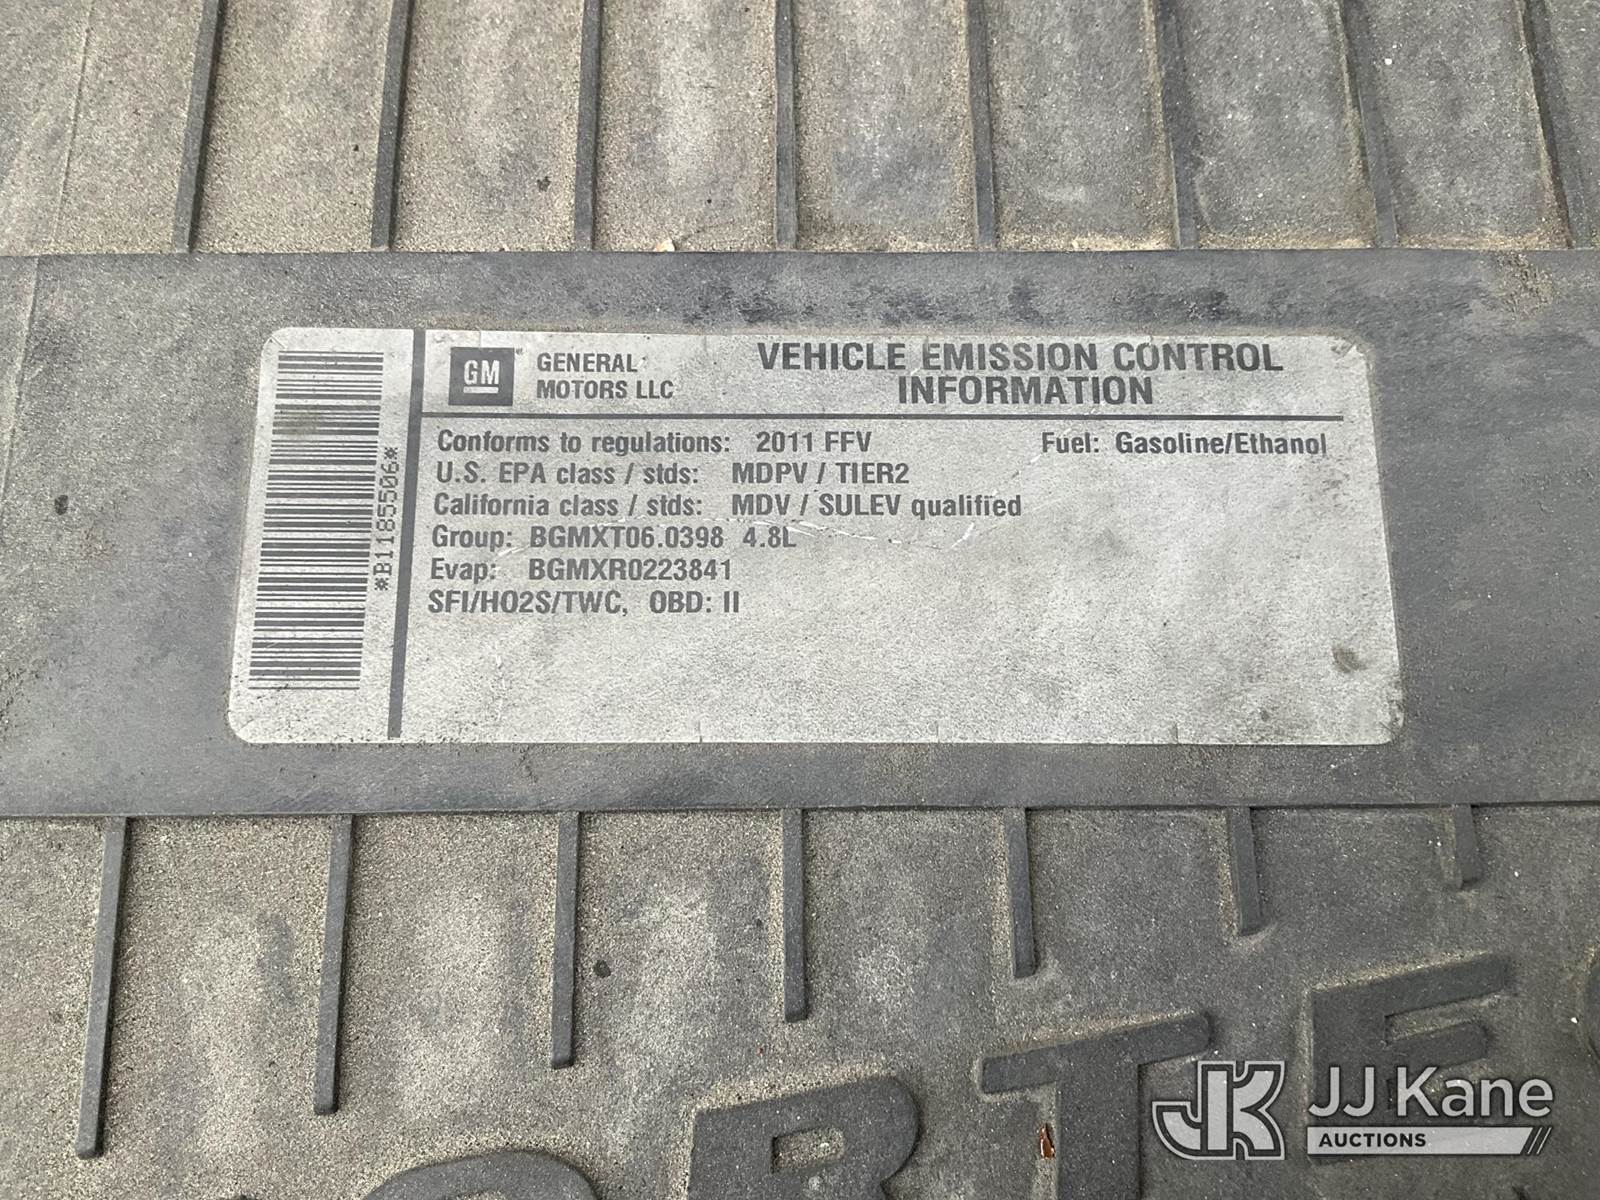 GM
GENERAL
MOTORS LLC
VEHICLE EMISSION CONTROL
INFORMATION
Conforms to regulations: 2011 FFV Fuel: Gasoline/Ethanol
U.S. EPA class / stds: MDPV / TIER2
California class / stds: MDV / SULEV qualified
Group: BGMXT06.0398 4.8L
Evap: BGMXR0223841
SFI/HO2S/TWC, OBD: II
*B1185506*
ORTEC
JK JJ Kane
AUCTIONS